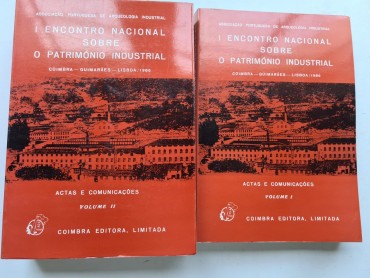 ASSOCIAÇÃO PORTUGUESA DE ARQUEOLOGIA INDUSTRIAL
I ENCONTRO NACIONAL
SOBRE
O PATRIMÓNIO INDUSTRIAL
COIMBRA — GUIMARÃES — LISBOA / 1986
ACTAS E COMUNICAÇÕES
VOLUME II
COIMBRA EDITORA, LIMITADA
ASSOCIAÇÃO PORTUGUESA DE ARQUEOLOGIA INDUSTRIAL
I ENCONTRO NACIONAL
SOBRE
O PATRIMÓNIO INDUSTRIAL
COIMBRA — GUIMARÃES — LISBOA / 1986
ACTAS E COMUNICAÇÕES
VOLUME I
COIMBRA EDITORA, LIMITADA